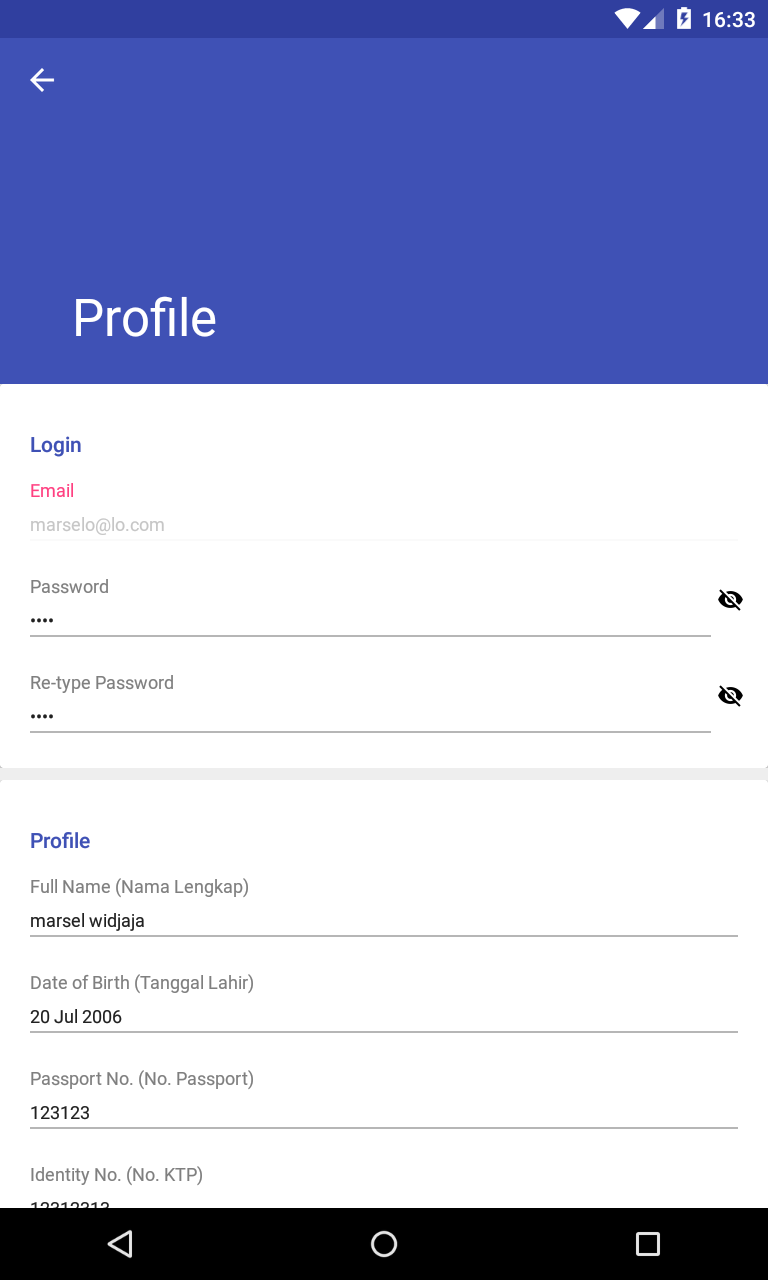 16:33
Profile
Login
Email
marselo@lo.com
Password
••••
Re-type Password
••••
Profile
Full Name (Nama Lengkap)
marsel widjaja
Date of Birth (Tanggal Lahir)
20 Jul 2006
Passport No. (No. Passport)
123123
Identity No. (No. KTP)
12312313